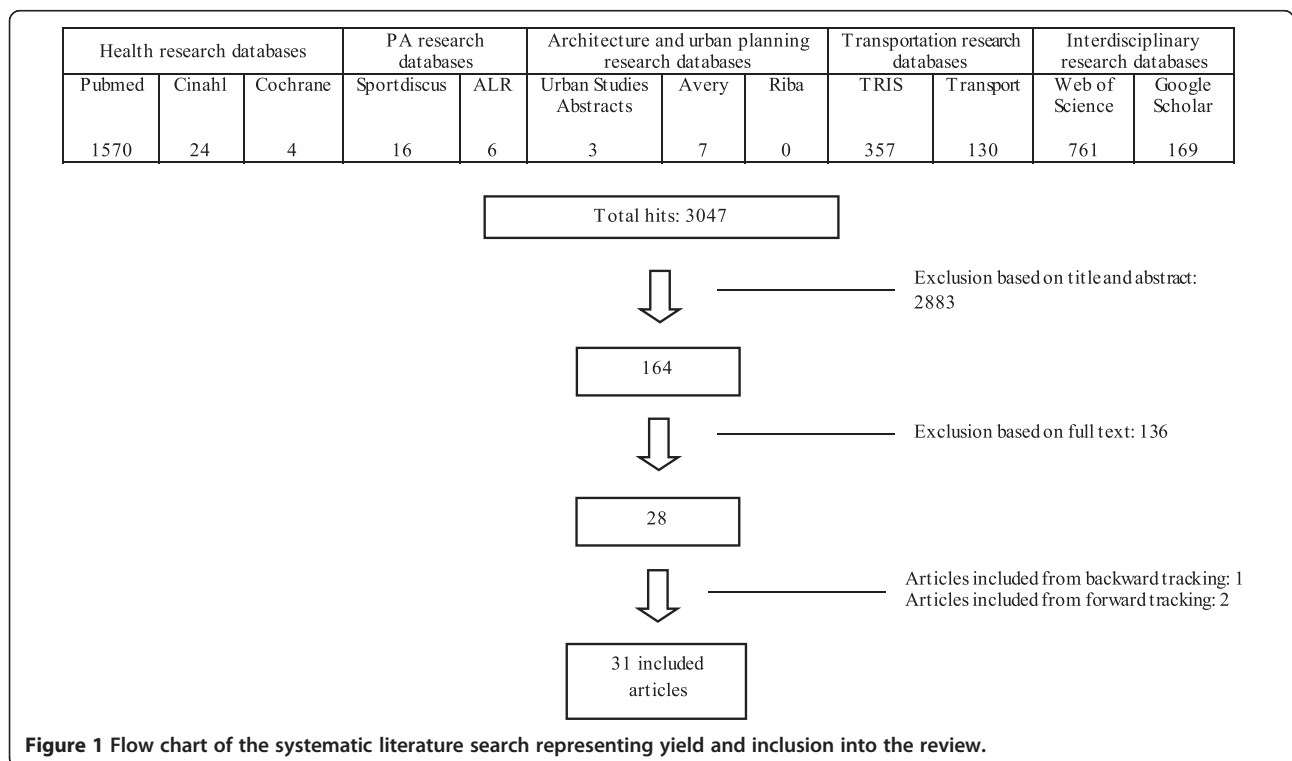 Health research databases
PA research
databases
Architecture and urban planning
research databases
Transportation research
databases
Interdisciplinary
research databases
Pubmed Cinahl Cochrane Sportdiscus ALR Urban Studies Avery Riba TRIS Transport Web of Google
Abstracts Science Scholar
1570 24 4 16 6 3 7 0 357 130 761 169
Total hits: 3047
Exclusion based on title and abstract:
2883
164
Exclusion based on full text: 136
28
Articles included from backward tracking: 1
Articles included from forward tracking: 2
31 included
articles
Figure 1 Flow chart of the systematic literature search representing yield and inclusion into the review.